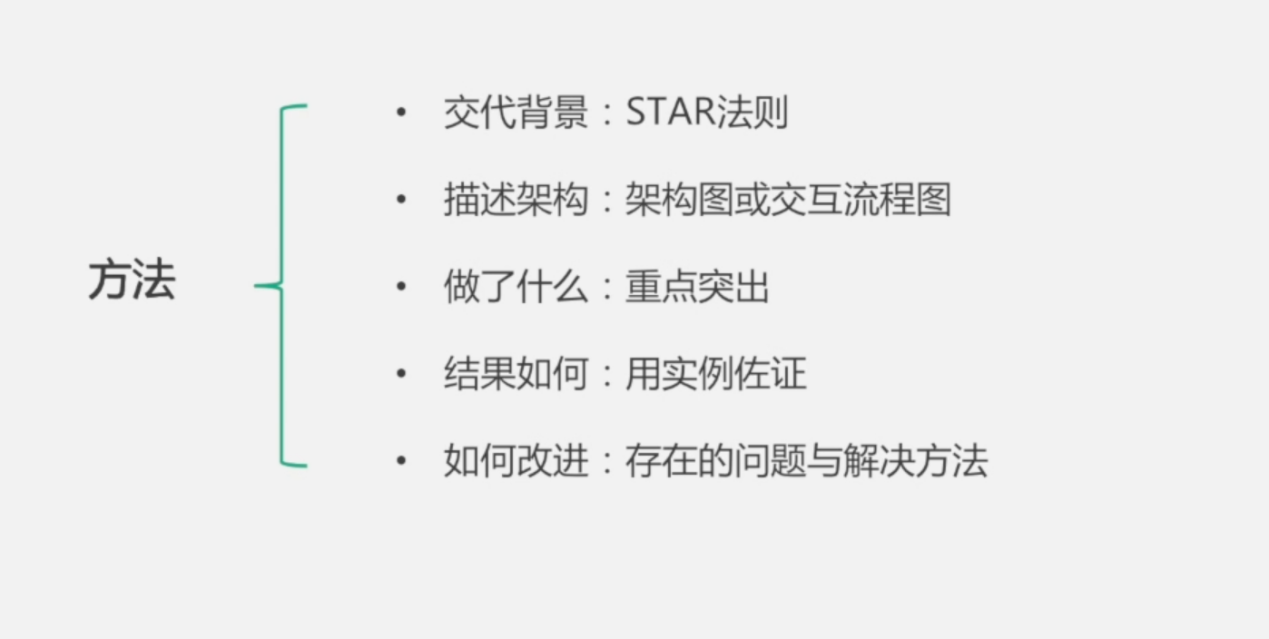 方法
• 交代背景：STAR法则
• 描述架构：架构图或交互流程图
• 做了什么：重点突出
• 结果如何：用实例佐证
• 如何改进：存在的问题与解决方法